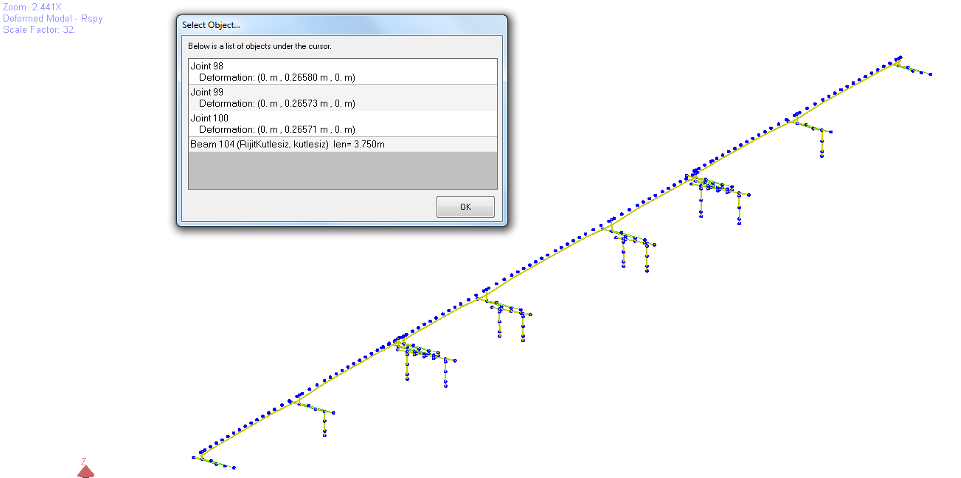 Zoom 2.441X
Deformed Model - Rspy
Scale Factor: 32.
Select Object...
Below is a list of objects under the cursor.
Joint 98
Deformation: (0. m , 0.26580 m , 0. m)
Joint 99
Deformation: (0. m , 0.26573 m , 0. m)
Joint 100
Deformation: (0. m , 0.26571 m , 0. m)
Beam 104 (RijitKutlesiz, kutlesiz) len= 3.750m
OK
Z